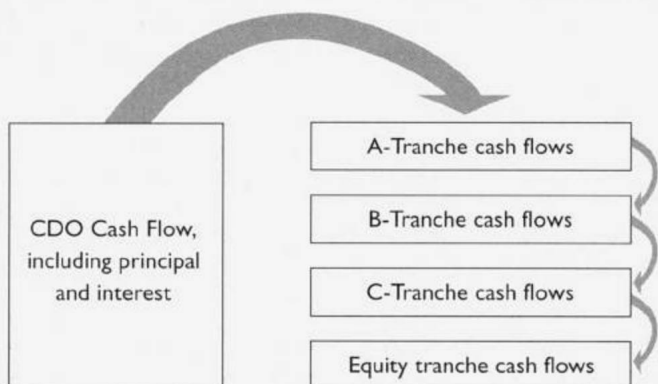 CDO Cash Flow,
including principal
and interest
A-Tranche cash flows
B-Tranche cash flows
C-Tranche cash flows
Equity tranche cash flows